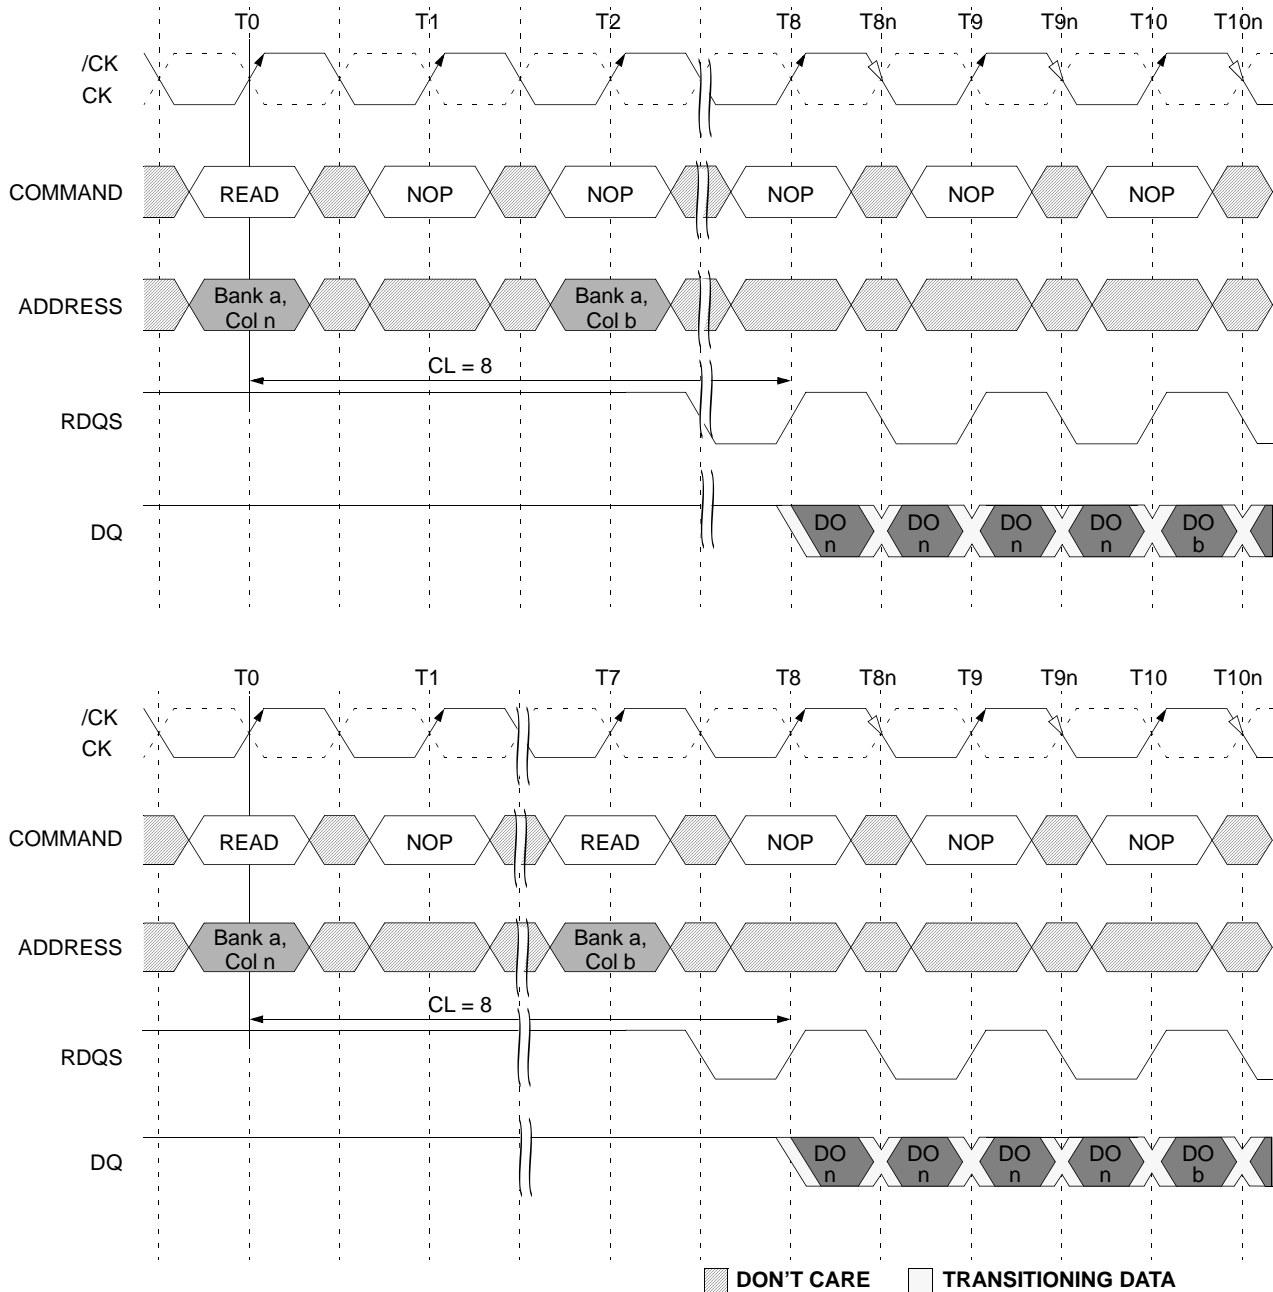 T0 T1 T2 T8 T8n T9 T9n T10 T10n
/CK
CK
COMMAND READ NOP NOP NOP NOP NOP
ADDRESS Bank a, Col n Bank a, Col b
CL = 8
RDQS
DQ DO n DO n DO n DO n DO b
T0 T1 T7 T8 T8n T9 T9n T10 T10n
/CK
CK
COMMAND READ NOP READ NOP NOP NOP
ADDRESS Bank a, Col n Bank a, Col b
CL = 8
RDQS
DQ DO n DO n DO n DO n DO b
DON'T CARE TRANSITIONING DATA